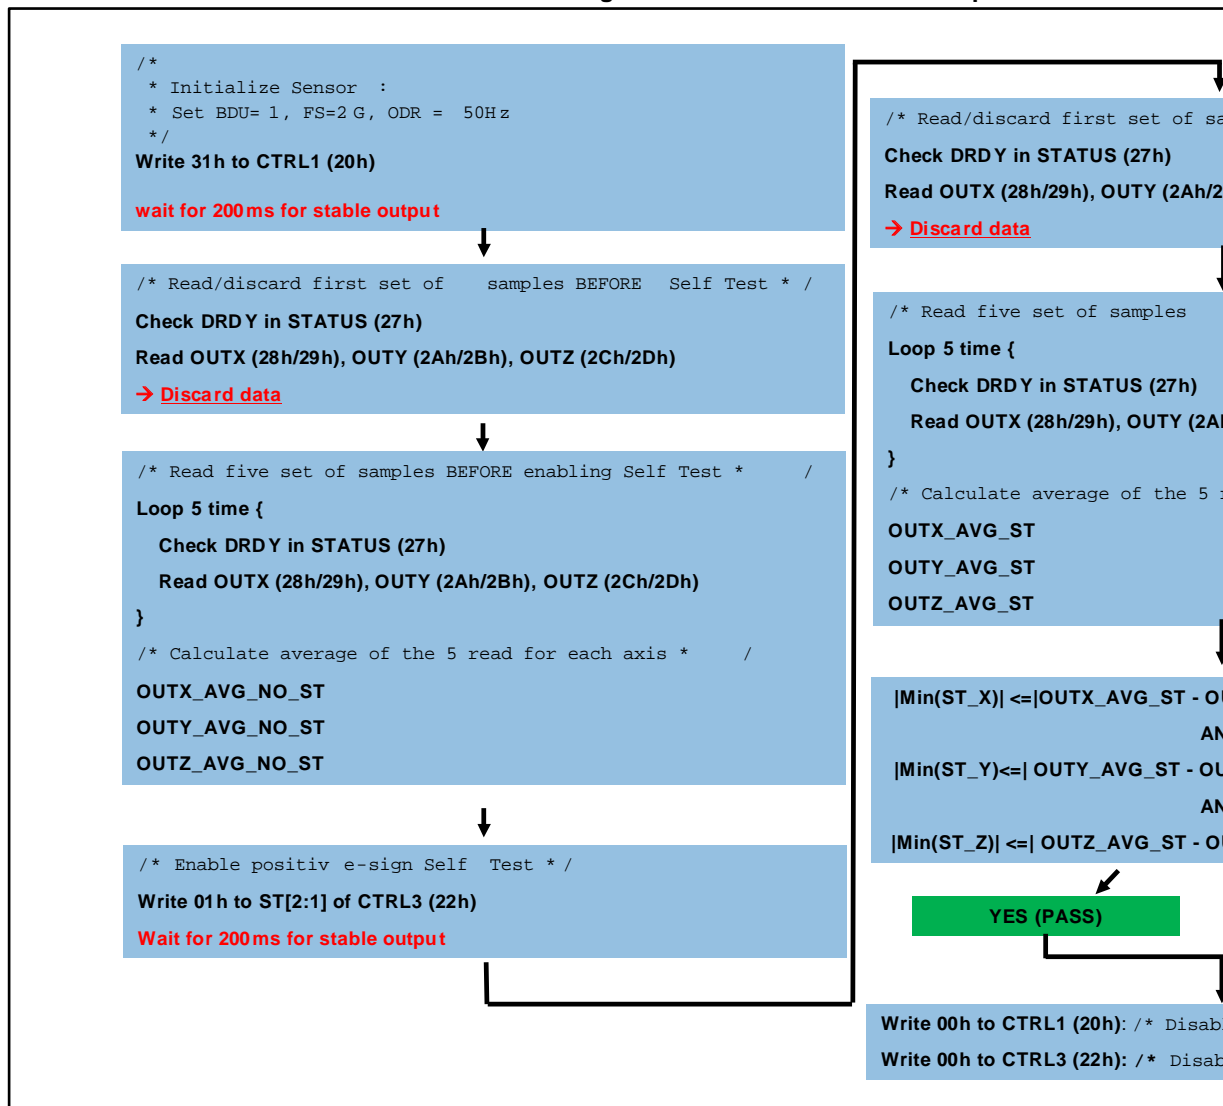 /*
* Initialize Sensor :
* Set BDU= 1, FS=2 G, ODR = 50Hz
*/
Write 31h to CTRL1 (20h)
wait for 200ms for stable output
/* Read/discard first set of samples BEFORE Self Test * /
Check DRDY in STATUS (27h)
Read OUTX (28h/29h), OUTY (2Ah/2Bh), OUTZ (2Ch/2Dh)
→ Discard data
/* Read five set of samples BEFORE enabling Self Test * /
Loop 5 time {
Check DRDY in STATUS (27h)
Read OUTX (28h/29h), OUTY (2Ah/2Bh), OUTZ (2Ch/2Dh)
}
/* Calculate average of the 5 read for each axis * /
OUTX_AVG_NO_ST
OUTY_AVG_NO_ST
OUTZ_AVG_NO_ST
/* Enable positiv e-sign Self Test * /
Write 01h to ST[2:1] of CTRL3 (22h)
Wait for 200ms for stable output
/* Read/discard first set of
Check DRDY in STATUS (27h)
Read OUTX (28h/29h), OUTY (2Ah/2
→ Discard data
/* Read five set of samples
Loop 5 time {
Check DRDY in STATUS (27h)
Read OUTX (28h/29h), OUTY (2A
}
/* Calculate average of the 5
OUTX_AVG_ST
OUTY_AVG_ST
OUTZ_AVG_ST
|Min(ST_X)| <=|OUTX_AVG_ST - O
AN
|Min(ST_Y)<=| OUTY_AVG_ST - O
AN
|Min(ST_Z)| <=| OUTZ_AVG_ST - O
YES (PASS)
Write 00h to CTRL1 (20h): /* Disab
Write 00h to CTRL3 (22h): /* Disab